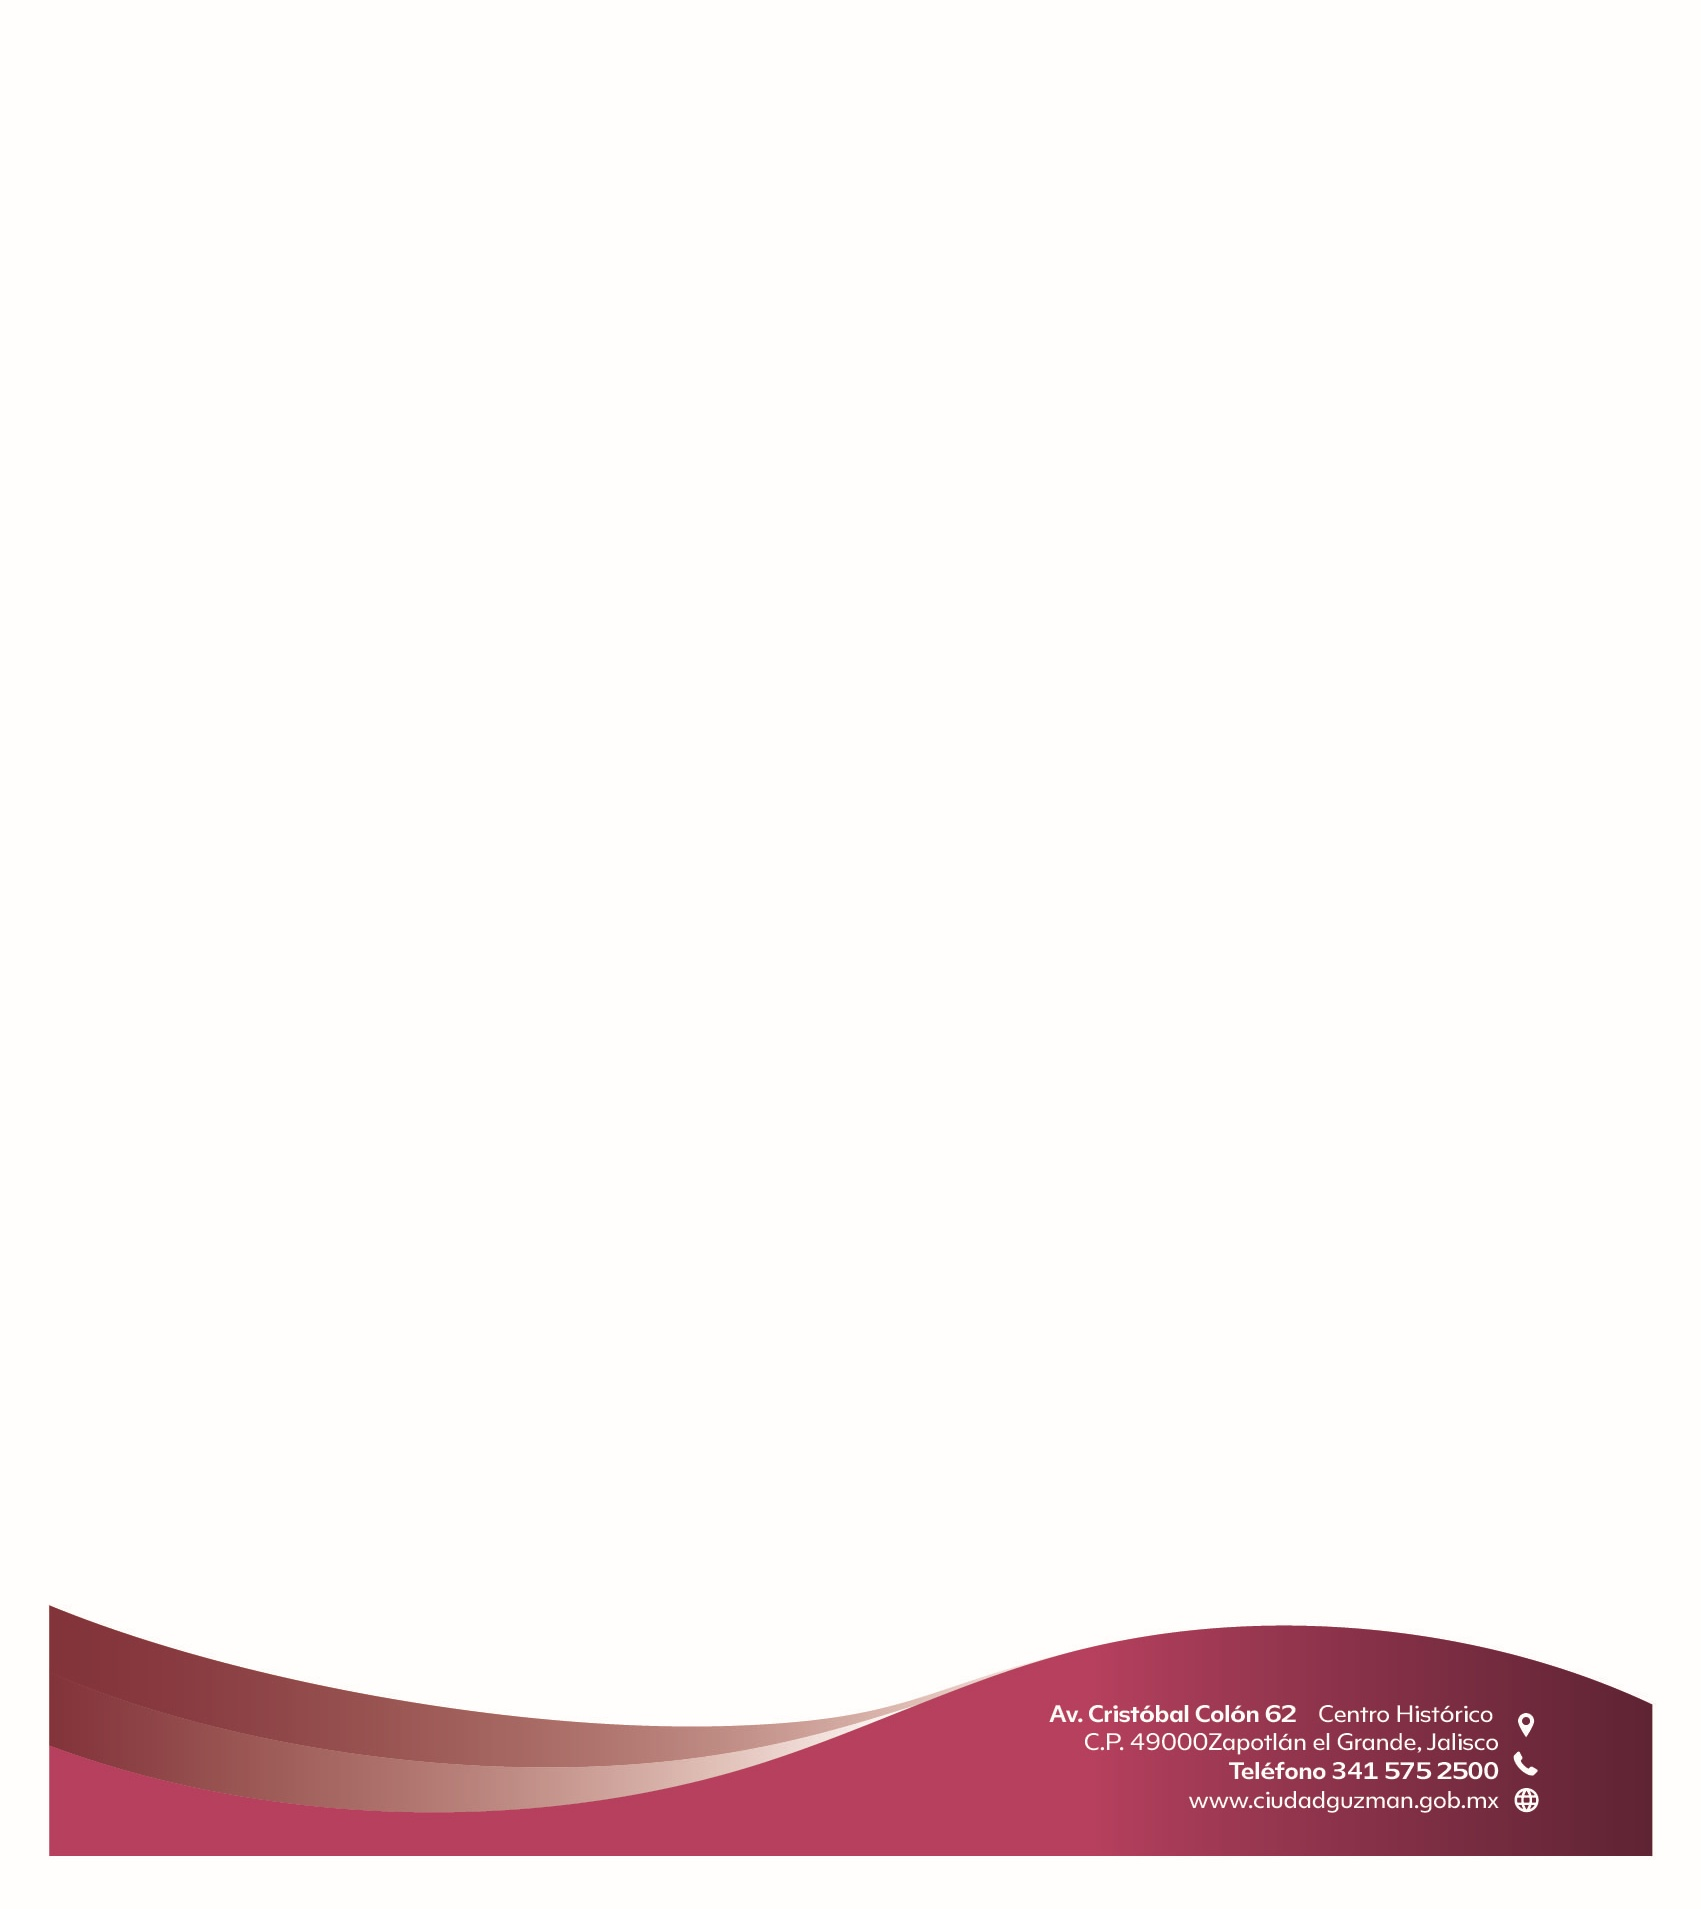 Av. Cristóbal Colón 62 Centro Histórico
C.P. 49000Zapotlán el Grande, Jalisco
Teléfono 341 575 2500
www.ciudadguzman.gob.mx